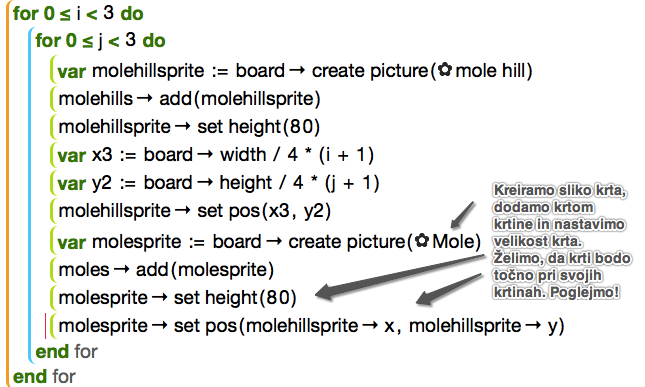 for 0 ≤ i < 3 do
for 0 ≤ j < 3 do
var molehillsprite := board → create picture(✿ mole hill)
molehills → add(molehillsprite)
molehillsprite → set height(80)
var x3 := board → width / 4 * (i + 1)
var y2 := board → height / 4 * (j + 1)
molehillsprite → set pos(x3, y2)
var molesprite := board → create picture(✿ Mole)
moles → add(molesprite)
molesprite → set height(80)
molesprite → set pos(molehillsprite → x, molehillsprite → y)
end for
end for
Kreiramo sliko krta,
dodamo krtom
krtine in nastavimo
velikost krta.
Želimo, da krti bodo
točno pri svojih
krtinah. Poglejmo!